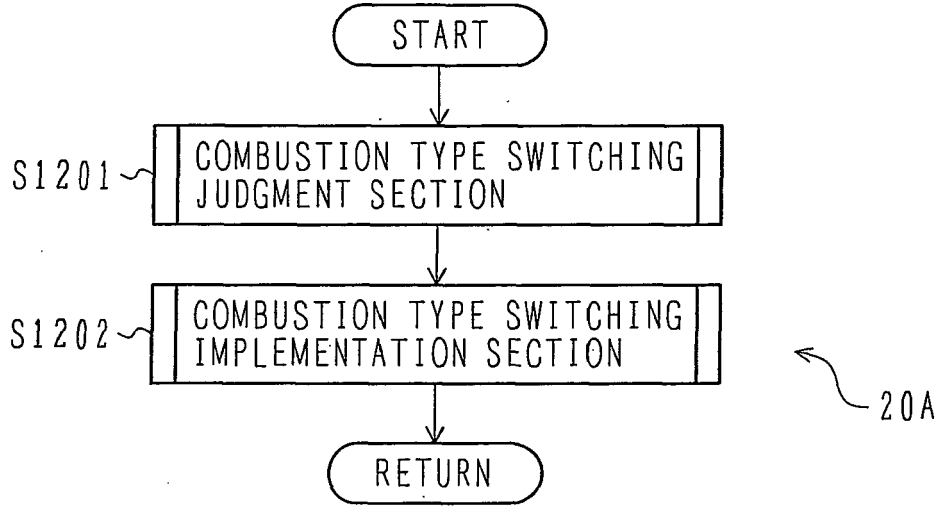 START
S1201
COMBUSTION TYPE SWITCHING
JUDGMENT SECTION
S1202
COMBUSTION TYPE SWITCHING
IMPLEMENTATION SECTION
20A
RETURN